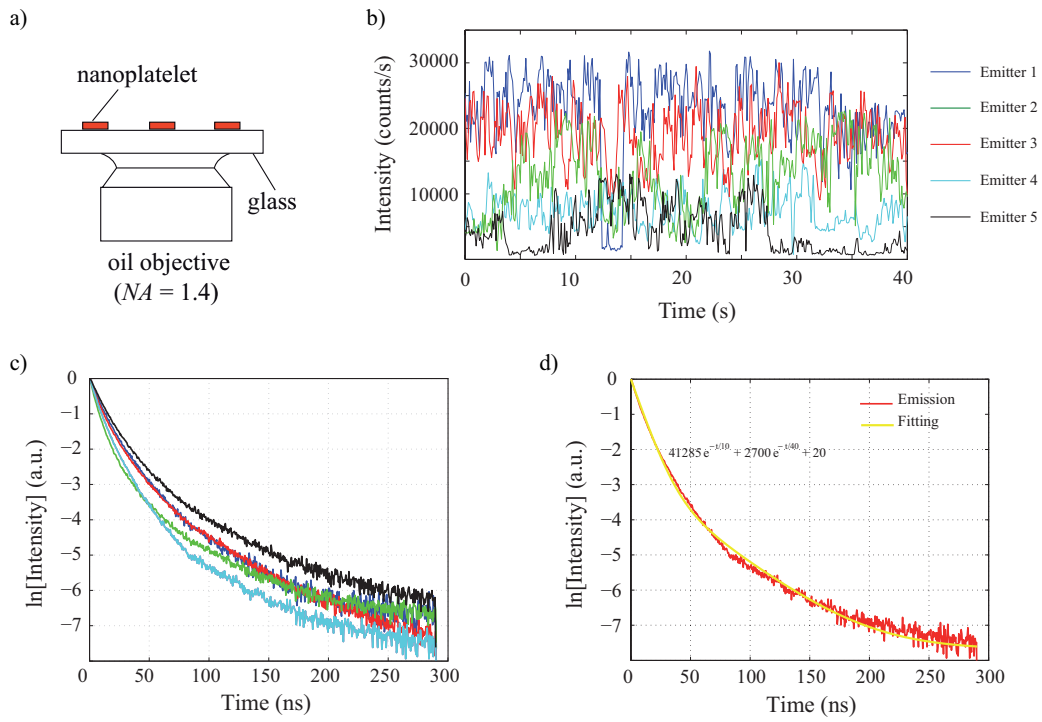 a)
nanoplatelet
glass
oil objective
(NA = 1.4)
b)
Intensity (counts/s)
30000
20000
10000
0
10
20
30
40
Time (s)
Emitter 1
Emitter 2
Emitter 3
Emitter 4
Emitter 5
c)
ln[Intensity] (a.u.)
0
−1
−2
−3
−4
−5
−6
−7
0
50
100
150
200
250
300
Time (ns)
d)
ln[Intensity] (a.u.)
0
−1
−2
−3
−4
−5
−6
−7
0
50
100
150
200
250
300
Time (ns)
Emission
Fitting
41285 e^{−t/10} + 2700 e^{−t/40} + 20